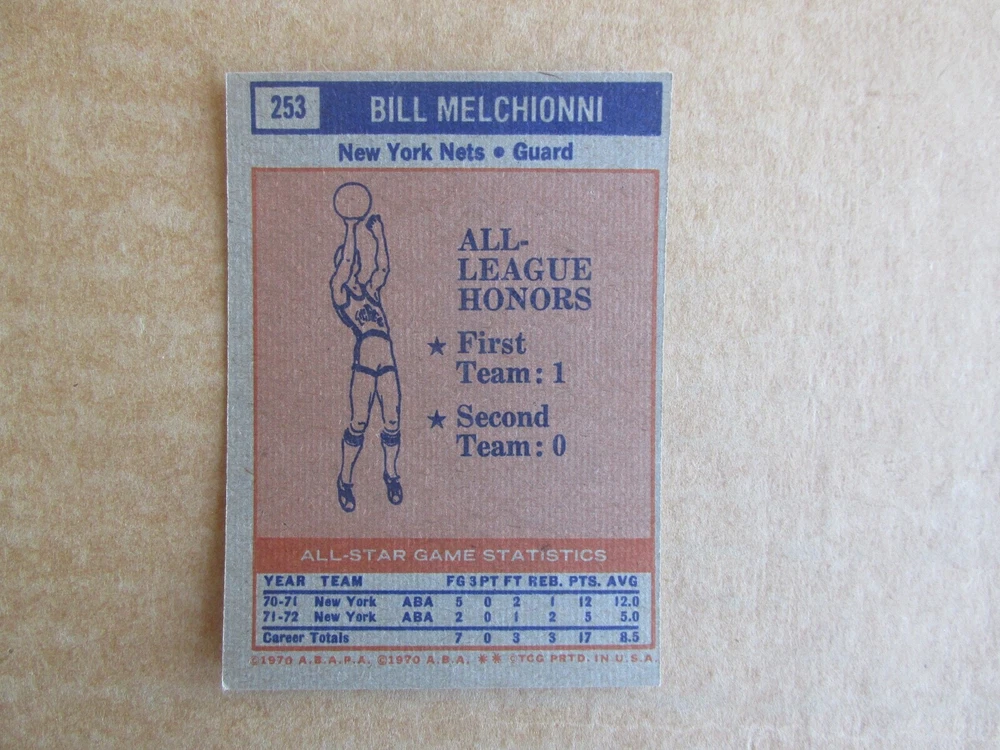 253 BILL MELCHIONNI
New York Nets • Guard
ALL-
LEAGUE
HONORS
★ First
Team: 1
★ Second
Team: 0
ALL-STAR GAME STATISTICS
YEAR TEAM FG 3PT FT REB. PTS. AVG
70-71 New York ABA 5 0 2 1 12 12.0
71-72 New York ABA 2 0 1 2 5 5.0
Career Totals 7 0 3 3 17 8.5
©1970 A.B.A.P.A. ©1970 A.B.A. ** ©TCG PRTD. IN U.S.A.